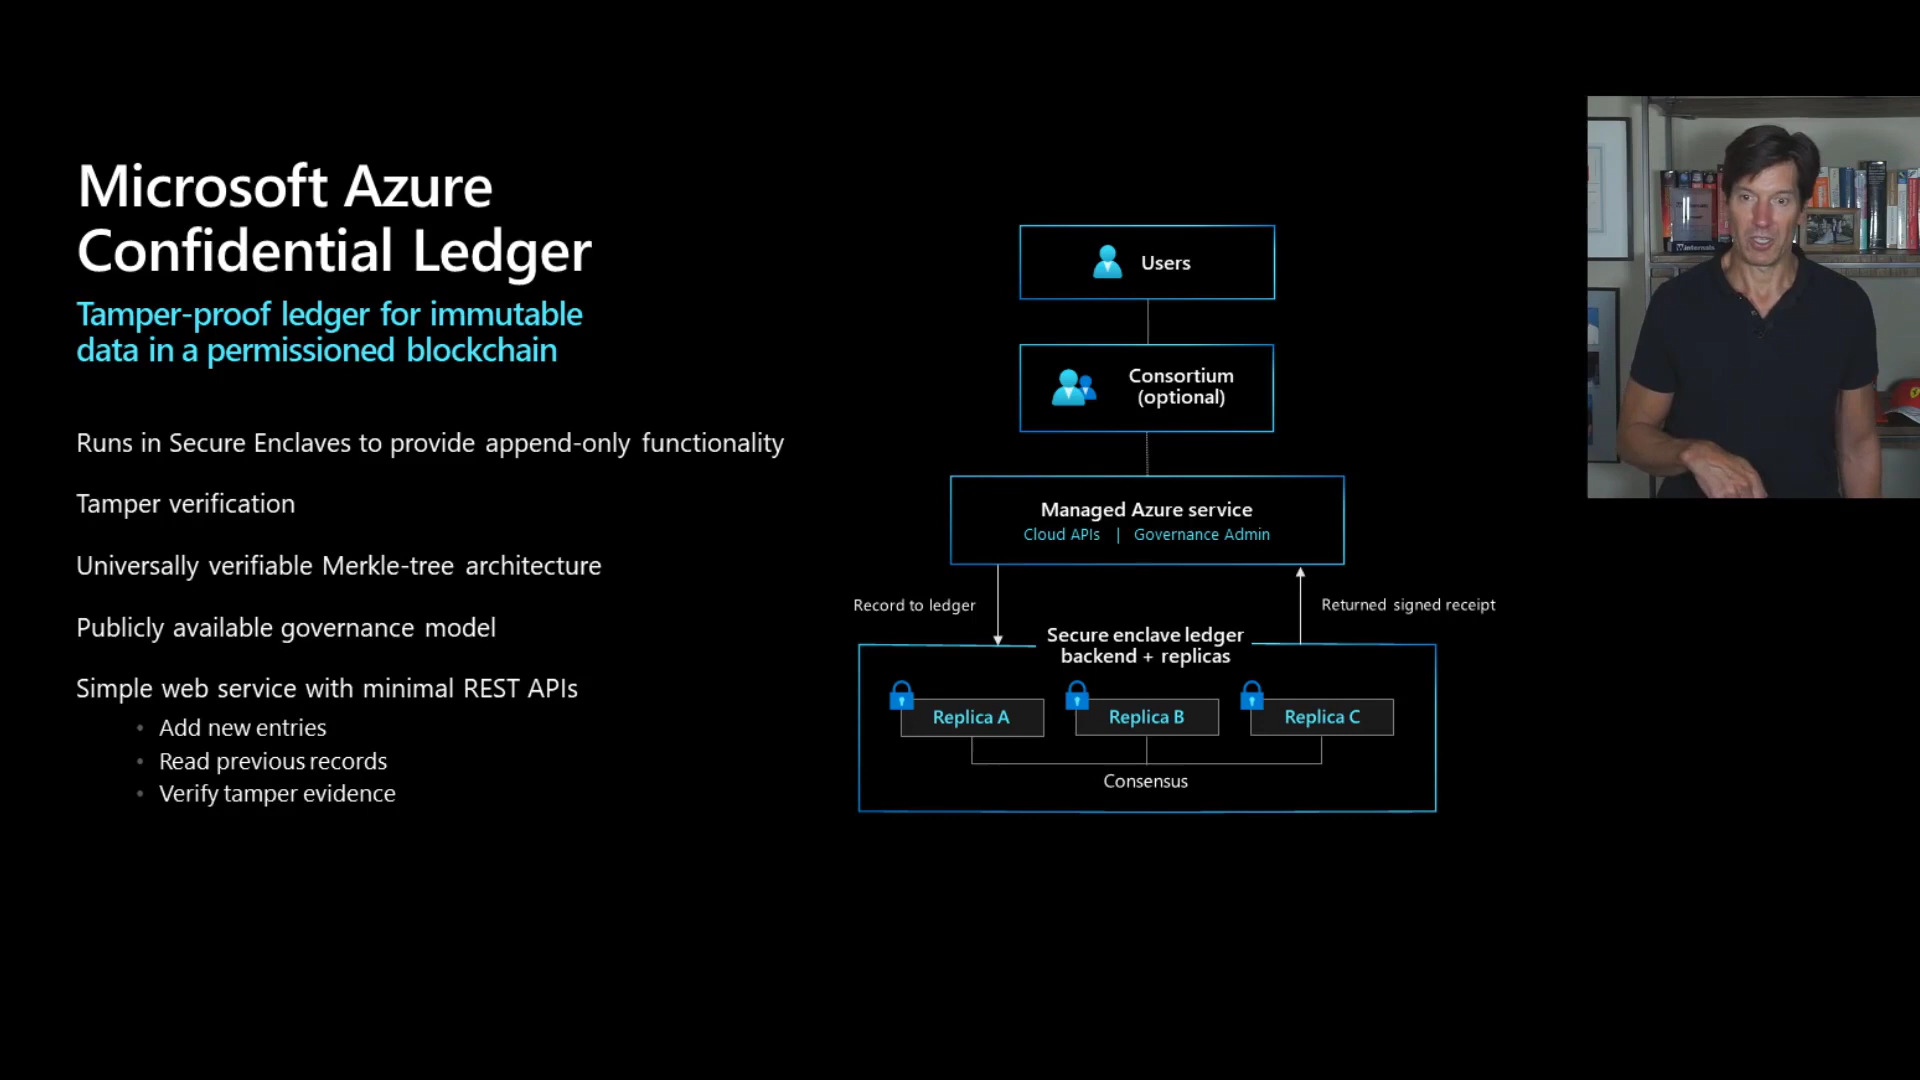 Microsoft Azure
Confidential Ledger
Tamper-proof ledger for immutable
data in a permissioned blockchain
Runs in Secure Enclaves to provide append-only functionality
Tamper verification
Universally verifiable Merkle-tree architecture
Publicly available governance model
Simple web service with minimal REST APIs
• Add new entries
• Read previous records
• Verify tamper evidence
Users
Consortium
(optional)
Managed Azure service
Cloud APIs | Governance Admin
Record to ledger
Returned signed receipt
Secure enclave ledger
backend + replicas
Replica A
Replica B
Replica C
Consensus